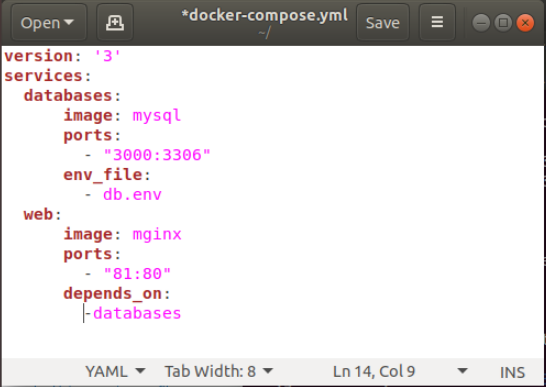 Open
*docker-compose.yml
~/
Save
version: '3'
services:
  databases:
      image: mysql
      ports:
        - "3000:3306"
      env_file:
        - db.env
  web:
      image: mginx
      ports:
        - "81:80"
      depends_on:
        -databases
YAML Tab Width: 8 Ln 14, Col 9 INS